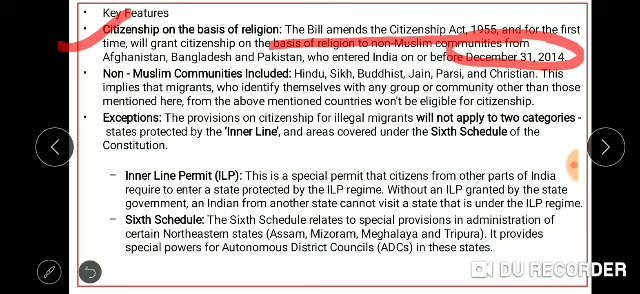 • Key Features
• Citizenship on the basis of religion: The Bill amends the Citizenship Act, 1955, and for the first
time, will grant citizenship on the basis of religion to non-Muslim communities from
Afghanistan, Bangladesh and Pakistan, who entered India on or before December 31, 2014.
• Non - Muslim Communities Included: Hindu, Sikh, Buddhist, Jain, Parsi, and Christian. This
implies that migrants, who identify themselves with any group or community other than those
mentioned here, from the above mentioned countries won't be eligible for citizenship.
• Exceptions: The provisions on citizenship for illegal migrants will not apply to two categories -
states protected by the ‘Inner Line’, and areas covered under the Sixth Schedule of the
Constitution.
– Inner Line Permit (ILP): This is a special permit that citizens from other parts of India
require to enter a state protected by the ILP regime. Without an ILP granted by the state
government, an Indian from another state cannot visit a state that is under the ILP regime.
– Sixth Schedule: The Sixth Schedule relates to special provisions in administration of
certain Northeastern states (Assam, Mizoram, Meghalaya and Tripura). It provides
special powers for Autonomous District Councils (ADCs) in these states.
DU RECORDER